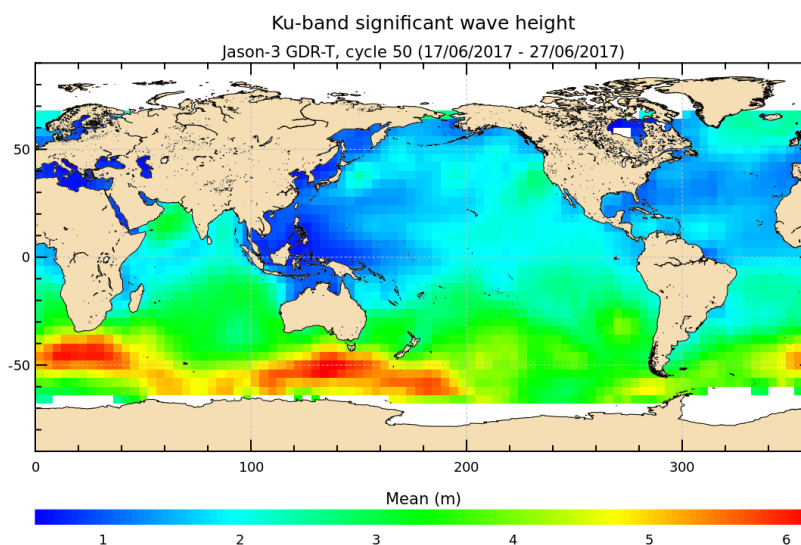 Ku-band significant wave height
Jason-3 GDR-T, cycle 50 (17/06/2017 - 27/06/2017)
50
0
-50
0 100 200 300
Mean (m)
1 2 3 4 5 6